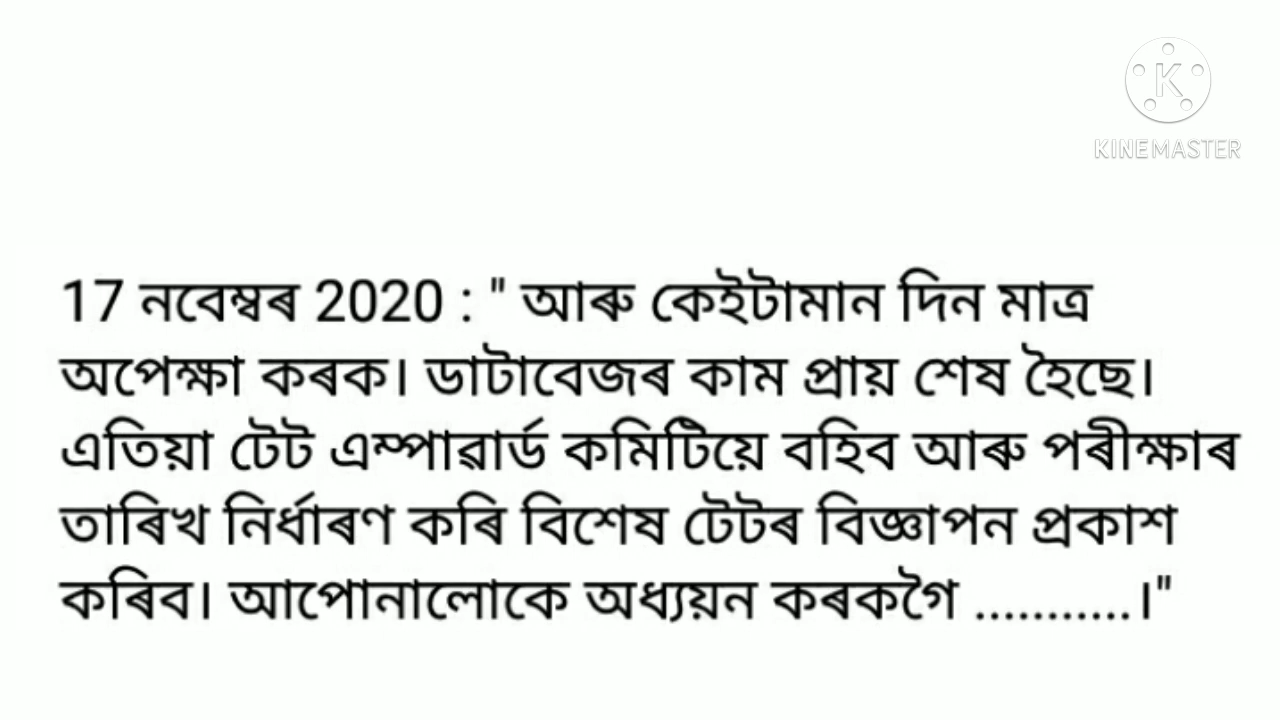 KINEMASTER
17 নবেম্বৰ 2020 : " আৰু কেইটামান দিন মাত্ৰ
অপেক্ষা কৰক। ডাটাবেজৰ কাম প্ৰায় শেষ হৈছে।
এতিয়া টেট এম্পাৱাৰ্ড কমিটিয়ে বহিব আৰু পৰীক্ষাৰ
তাৰিখ নিৰ্ধাৰণ কৰি বিশেষ টেটৰ বিজ্ঞাপন প্ৰকাশ
কৰিব। আপোনালোকে অধ্যয়ন কৰকগৈ ...........।"